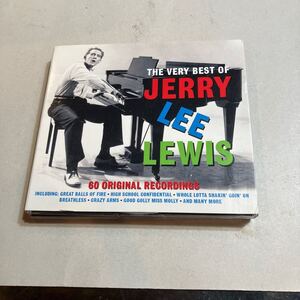 THE VERY BEST OF
JERRY
LEE
LEWIS
60 ORIGINAL RECORDINGS
INCLUDING: GREAT BALLS OF FIRE • HIGH SCHOOL CONFIDENTIAL • WHOLE LOTTA SHAKIN' GOIN' ON
BREATHLESS • CRAZY ARMS • GOOD GOLLY MISS MOLLY • AND MANY MORE